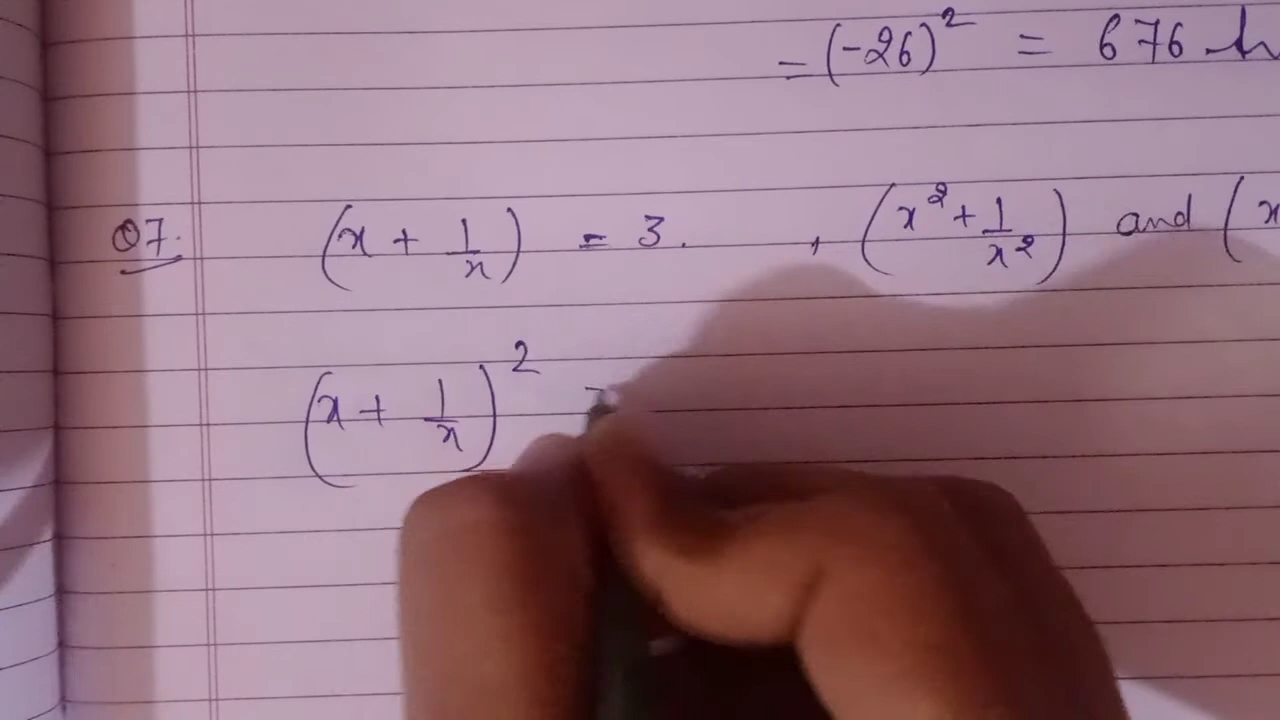 = (-26)² = 676
Q7. (x + 1/x) = 3. , (x² + 1/x²) and (x
(x + 1/x)² =